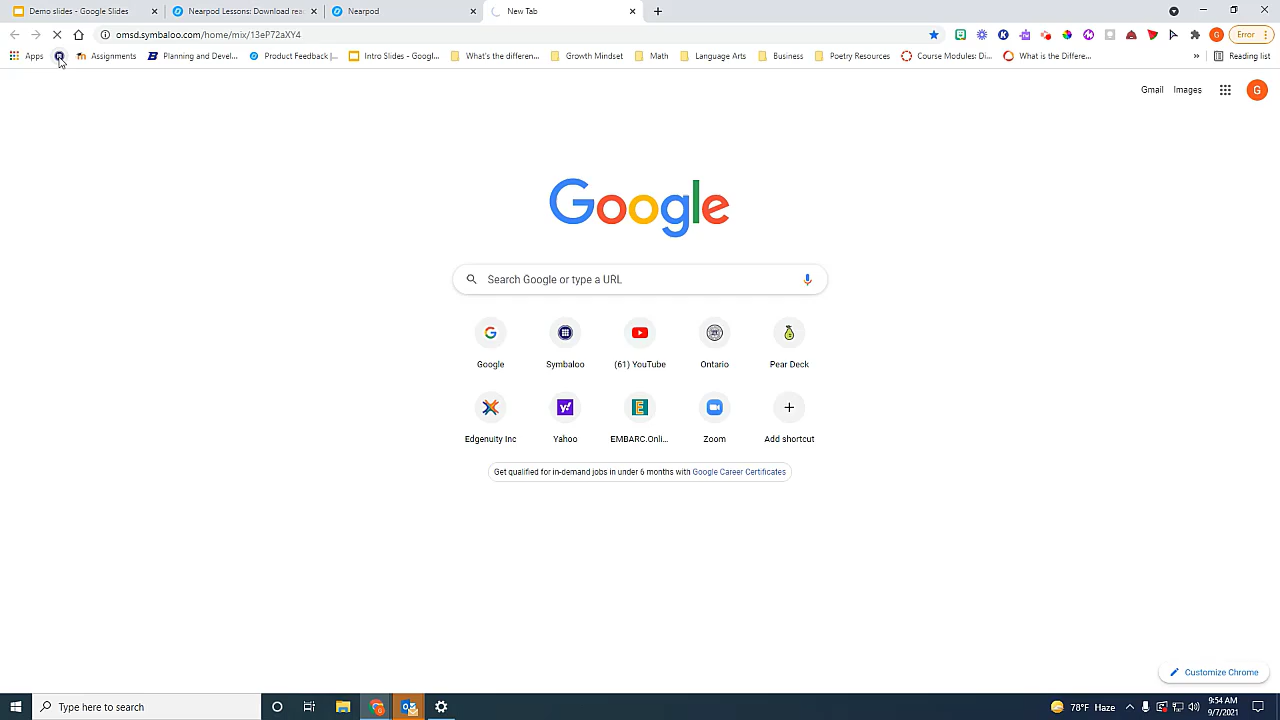 Demo slides - Google Slides
Nearpod Lessons: Download rea
Nearpod
New Tab
omsd.symbaloo.com/home/mix/13eP72aXY4
Error
Apps
Assignments
Planning and Devel...
Product Feedback |...
Intro Slides - Googl...
What's the differen...
Growth Mindset
Math
Language Arts
Business
Poetry Resources
Course Modules: Di...
What is the Differe...
»
Reading list
Gmail
Images
G
Google
Search Google or type a URL
Google
Symbaloo
(61) YouTube
Ontario
Pear Deck
Edgenuity Inc
Yahoo
EMBARC.Onli...
Zoom
Add shortcut
Get qualified for in-demand jobs in under 6 months with Google Career Certificates
Customize Chrome
Type here to search
78°F Haze
9:54 AM
9/7/2021